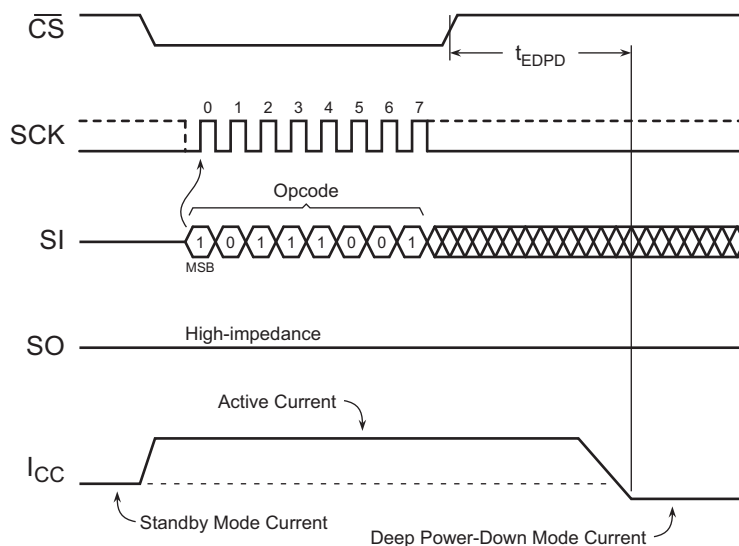 CS
tEDPD
0 1 2 3 4 5 6 7
SCK
Opcode
SI
1 0 1 1 1 0 0 1
MSB
High-impedance
SO
Active Current
ICC
Standby Mode Current
Deep Power-Down Mode Current